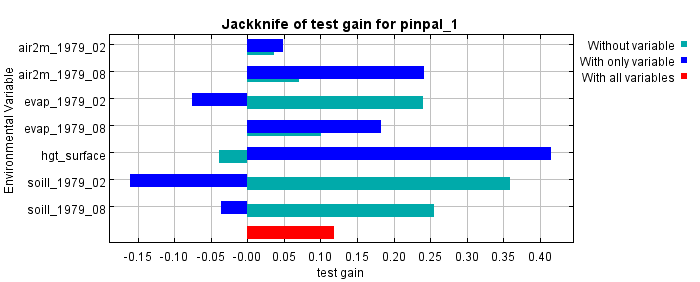 Jackknife of test gain for pinpal_1
Environmental Variable
air2m_1979_02
air2m_1979_08
evap_1979_02
evap_1979_08
hgt_surface
soill_1979_02
soill_1979_08
Without variable
With only variable
With all variables
-0.15 -0.10 -0.05 -0.00 0.05 0.10 0.15 0.20 0.25 0.30 0.35 0.40
test gain